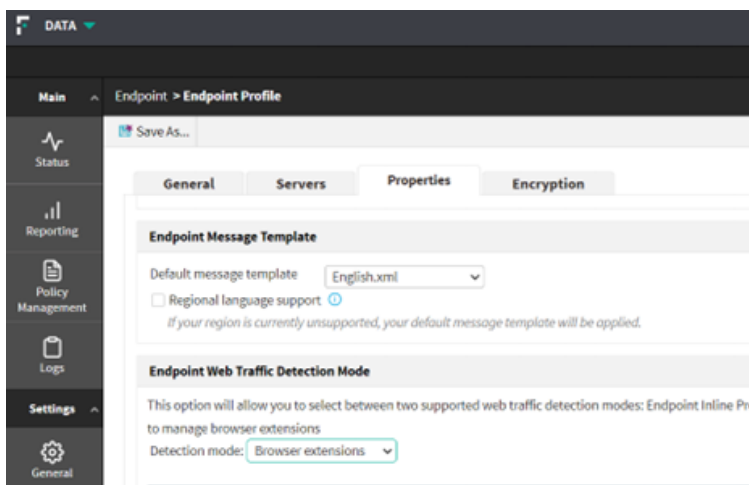 DATA
Main
Endpoint > Endpoint Profile
Save As...
Status
General Servers Properties Encryption
Reporting
Endpoint Message Template
Default message template English.xml
Regional language support
If your region is currently unsupported, your default message template will be applied.
Policy
Management
Logs
Endpoint Web Traffic Detection Mode
Settings
This option will allow you to select between two supported web traffic detection modes: Endpoint Inline Pr
to manage browser extensions
Detection mode: Browser extensions
General